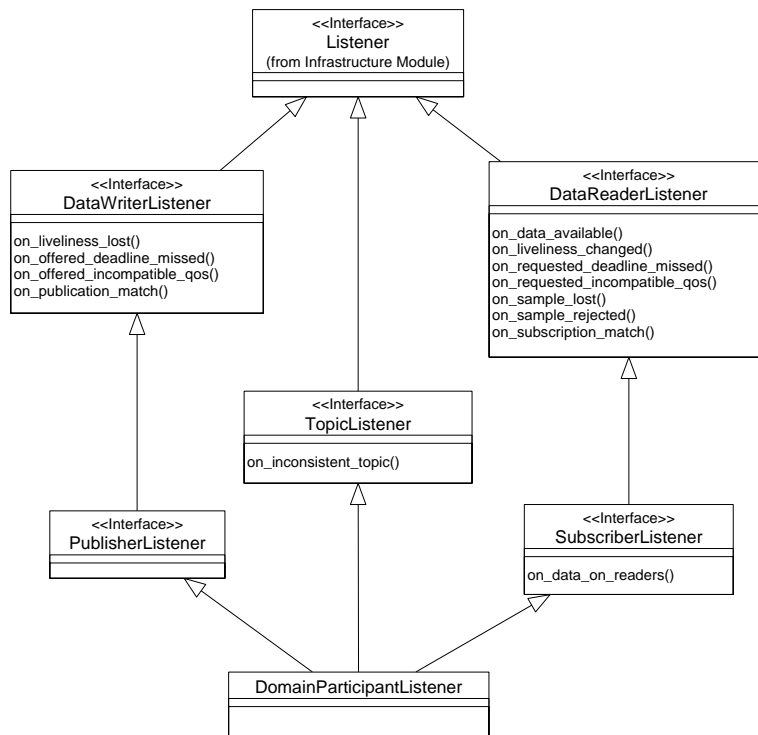 <<Interface>>
Listener
(from Infrastructure Module)
<<Interface>>
DataWriterListener
on_liveliness_lost()
on_offered_deadline_missed()
on_offered_incompatible_qos()
on_publication_match()
<<Interface>>
DataReaderListener
on_data_available()
on_liveliness_changed()
on_requested_deadline_missed()
on_requested_incompatible_qos()
on_sample_lost()
on_sample_rejected()
on_subscription_match()
<<Interface>>
TopicListener
on_inconsistent_topic()
<<Interface>>
PublisherListener
<<Interface>>
SubscriberListener
on_data_on_readers()
DomainParticipantListener